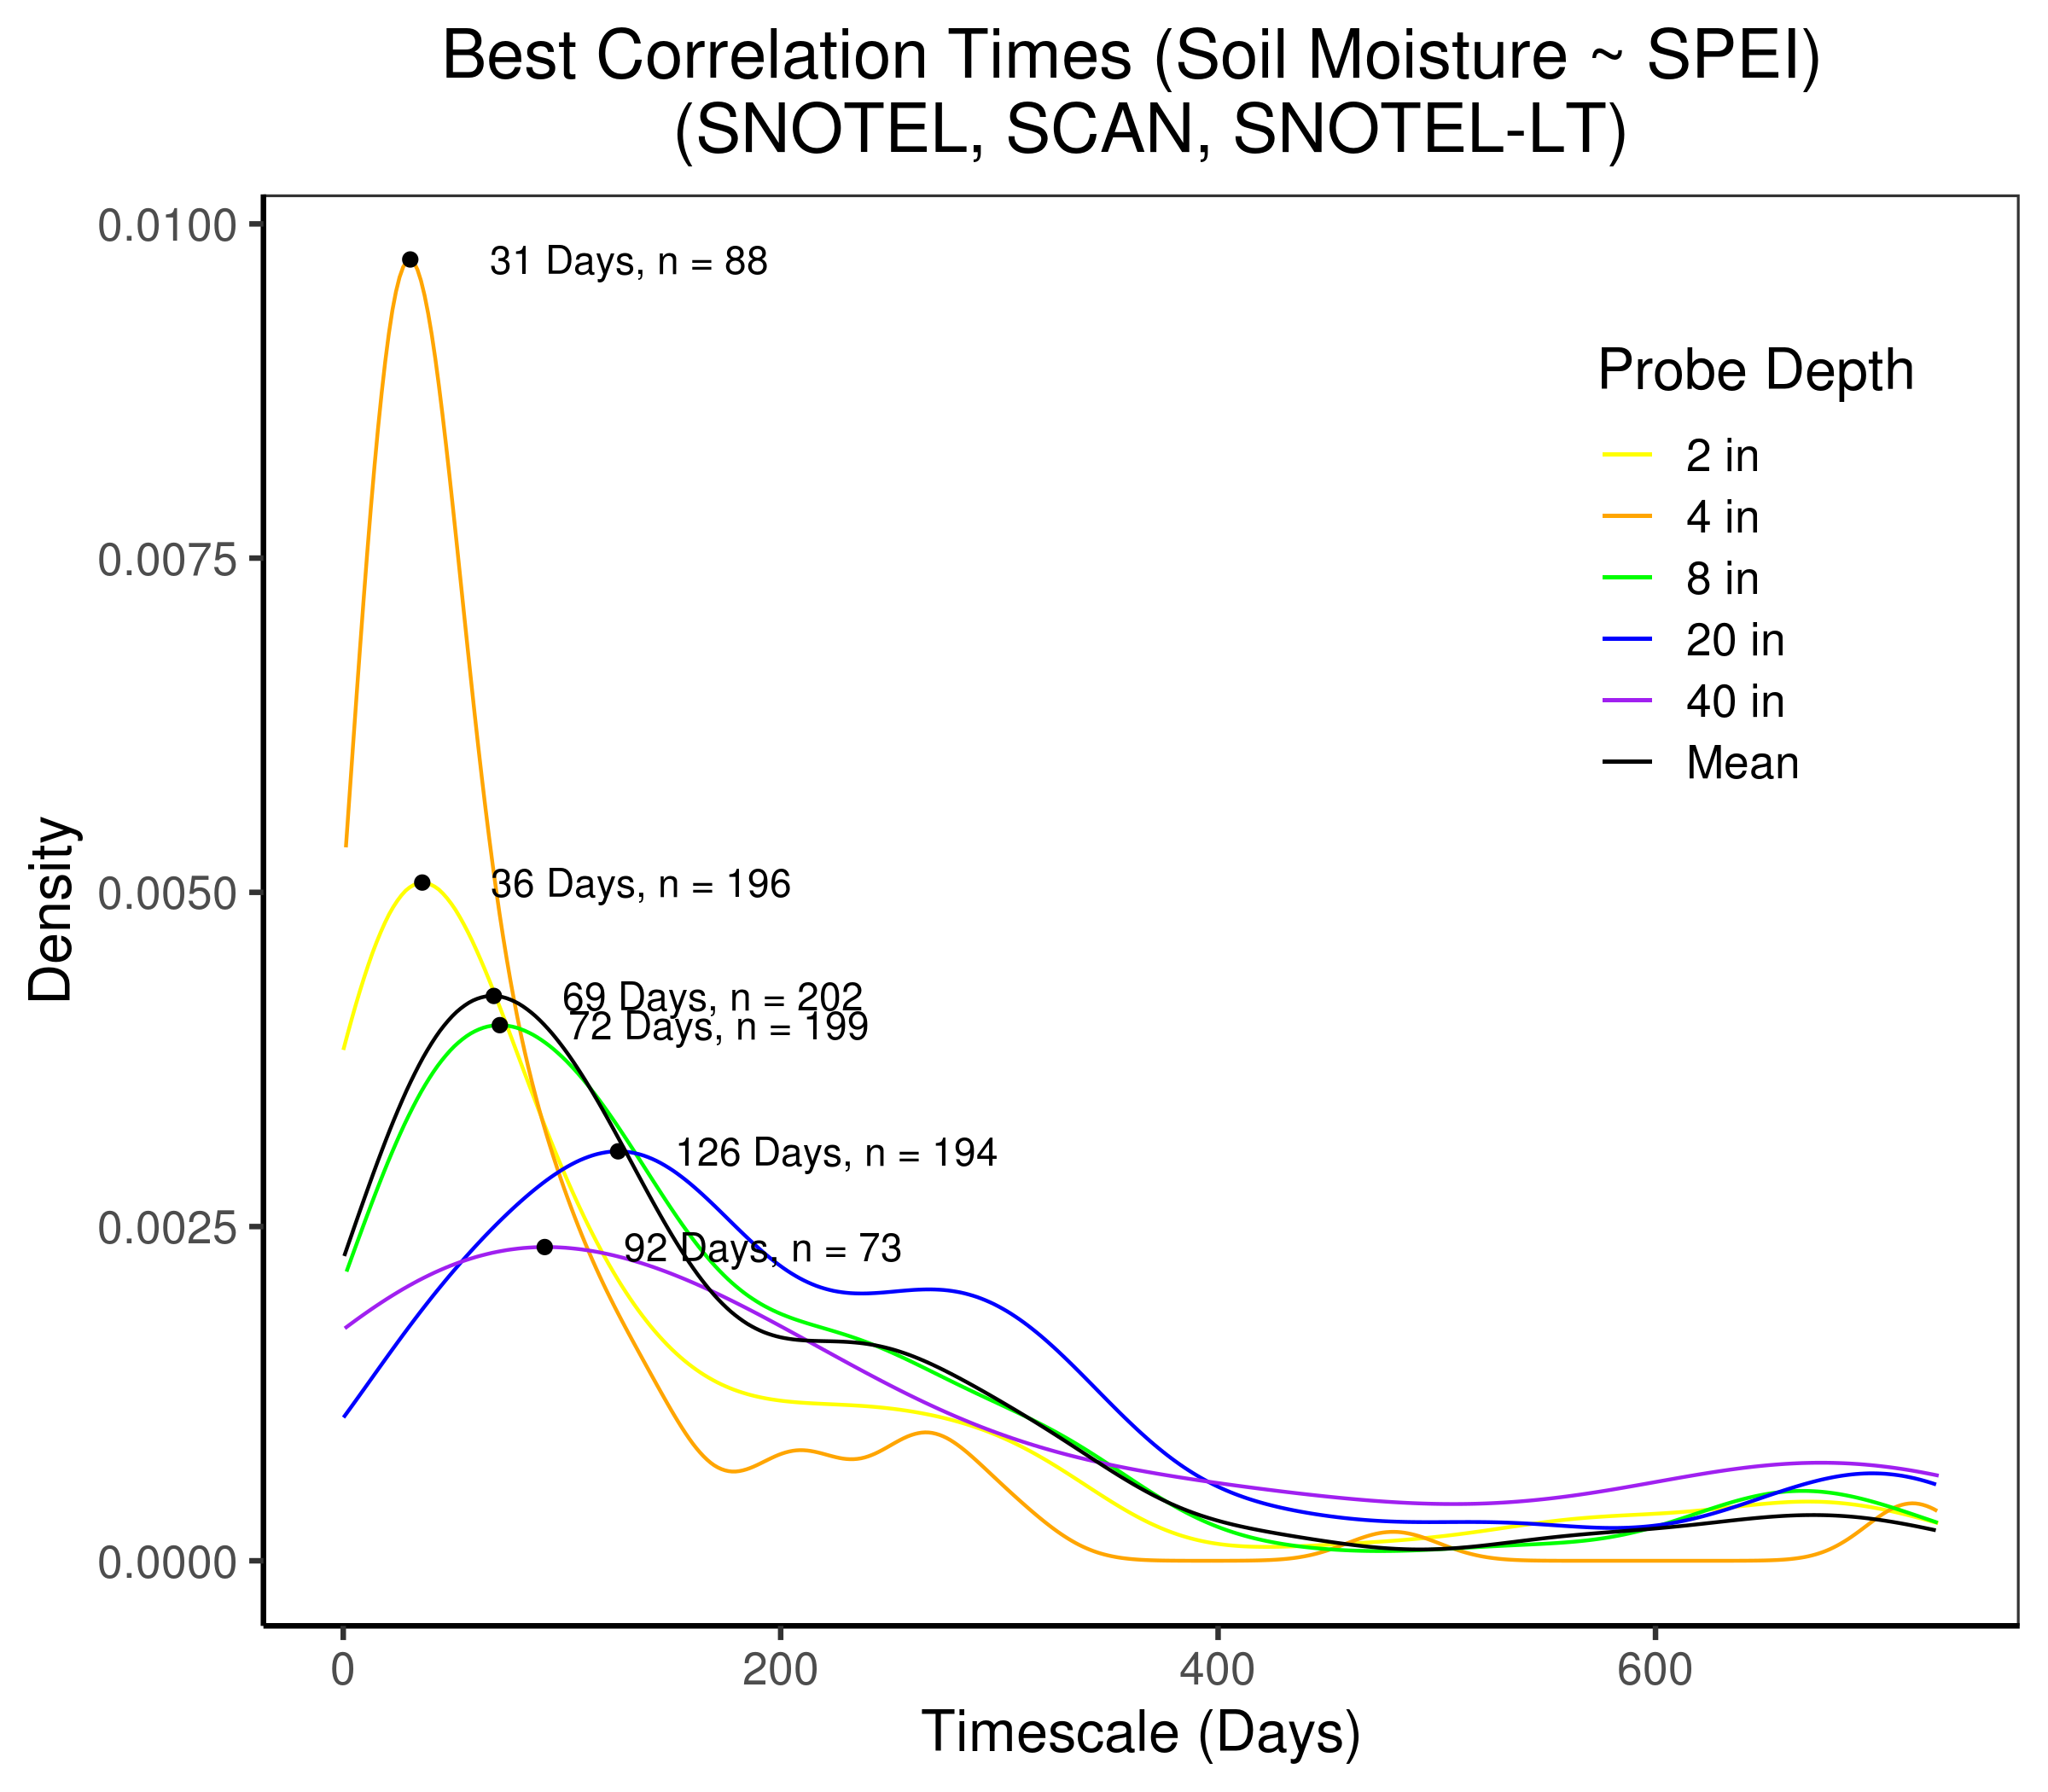 Best Correlation Times (Soil Moisture ~ SPEI)
(SNOTEL, SCAN, SNOTEL-LT)
0.0100
0.0075
0.0050
0.0025
0.0000
Density
31 Days, n = 88
36 Days, n = 196
69 Days, n = 202
72 Days, n = 199
126 Days, n = 194
92 Days, n = 73
Probe Depth
2 in
4 in
8 in
20 in
40 in
Mean
0
200
400
600
Timescale (Days)